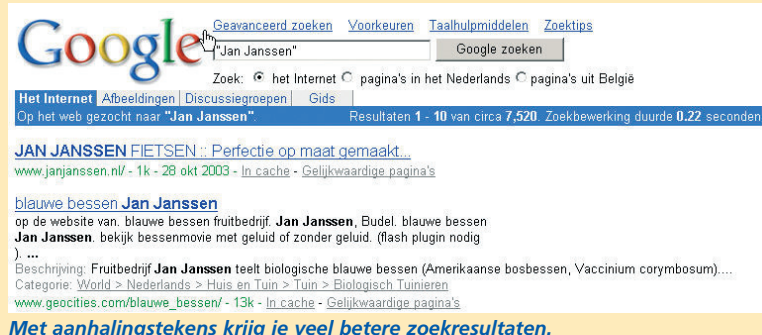 Google
Geavanceerd zoeken Voorkeuren Taalhulpmiddelen Zoektips
"Jan Janssen" Google zoeken
Zoek: het Internet pagina's in het Nederlands pagina's uit België
Het Internet Afbeeldingen Discussiegroepen Gids
Op het web gezocht naar "Jan Janssen". Resultaten 1 - 10 van circa 7,520. Zoekbewerking duurde 0.22 seconden
JAN JANSSEN FIETSEN :: Perfectie op maat gemaakt...
www.janjanssen.nl/ - 1k - 28 okt 2003 - In cache - Gelijkwaardige pagina's
blauwe bessen Jan Janssen
op de website van. blauwe bessen fruitbedrijf. Jan Janssen, Budel. blauwe bessen
Jan Janssen. bekijk bessenmovie met geluid of zonder geluid. (flash plugin nodig
). ...
Beschrijving: Fruitbedrijf Jan Janssen teelt biologische blauwe bessen (Amerikaanse bosbessen, Vaccinium corymbosum)....
Categorie: World > Nederlands > Huis en Tuin > Tuin > Biologisch Tuinieren
www.geocities.com/blauwe_bessen/ - 13k - In cache - Gelijkwaardige pagina's
Met aanhalingstekens krijg je veel betere zoekresultaten.